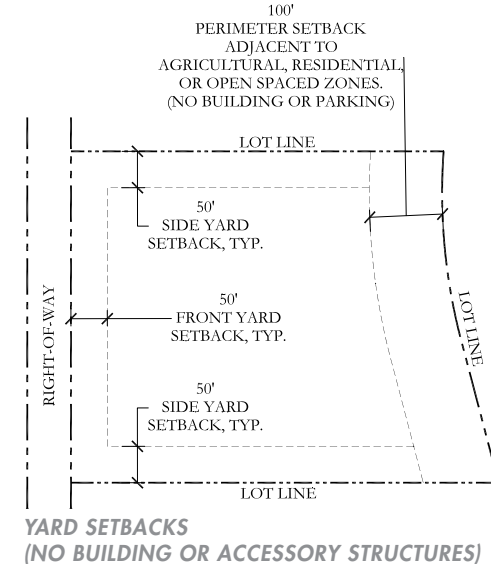 100'
PERIMETER SETBACK
ADJACENT TO
AGRICULTURAL, RESIDENTIAL,
OR OPEN SPACED ZONES.
(NO BUILDING OR PARKING)
LOT LINE
50'
SIDE YARD
SETBACK, TYP.
RIGHT-OF-WAY
50'
FRONT YARD
SETBACK, TYP.
LOT LINE
50'
SIDE YARD
SETBACK, TYP.
LOT LINE
YARD SETBACKS
(NO BUILDING OR ACCESSORY STRUCTURES)